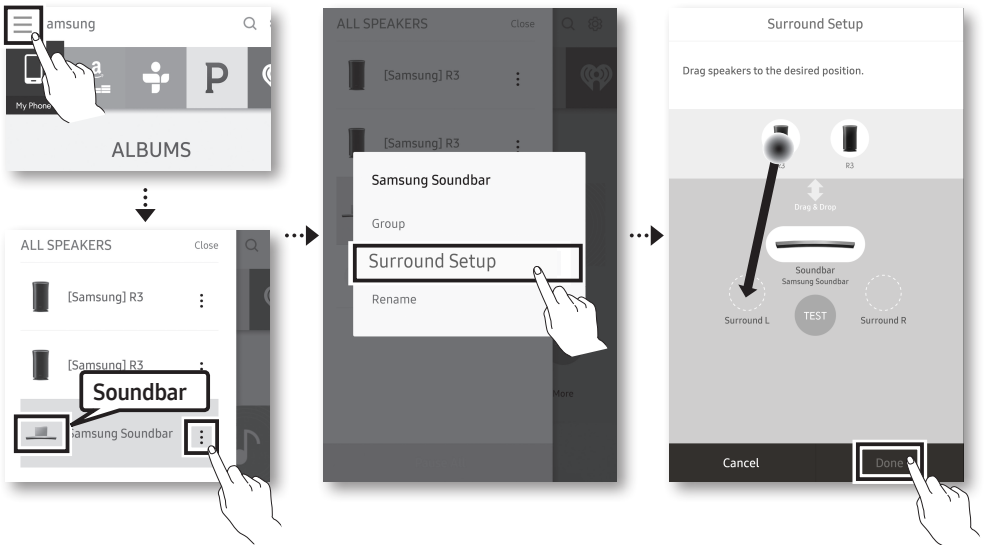 amsung
a
P
My Phone
ALBUMS
ALL SPEAKERS Close
[Samsung] R3
[Samsung] R3
Soundbar
Samsung Soundbar
ALL SPEAKERS Close
[Samsung] R3
[Samsung] R3
Samsung Soundbar
Group
Surround Setup
Rename
More
Surround Setup
Drag speakers to the desired position.
R3 R3
Drag & Drop
Soundbar
Samsung Soundbar
Surround L TEST Surround R
Cancel Done